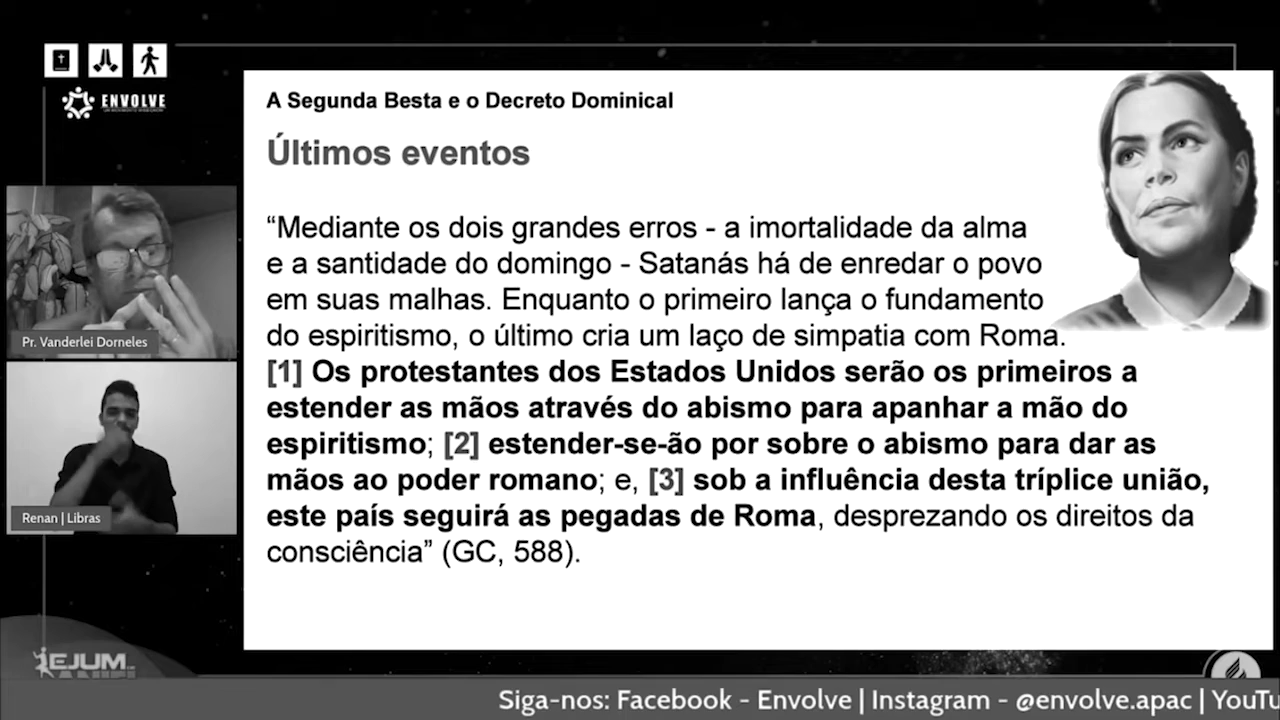 ENVOLVE
A Segunda Besta e o Decreto Dominical
Últimos eventos
“Mediante os dois grandes erros - a imortalidade da alma
e a santidade do domingo - Satanás há de enredar o povo
em suas malhas. Enquanto o primeiro lança o fundamento
do espiritismo, o último cria um laço de simpatia com Roma.
[1] Os protestantes dos Estados Unidos serão os primeiros a
estender as mãos através do abismo para apanhar a mão do
espiritismo; [2] estender-se-ão por sobre o abismo para dar as
mãos ao poder romano; e, [3] sob a influência desta tríplice união,
este país seguirá as pegadas de Roma, desprezando os direitos da
consciência” (GC, 588).
Pr. Vanderlei Dorneles
Renan | Libras
EJUM
Siga-nos: Facebook - Envolve | Instagram - @envolve.apac | YouTu